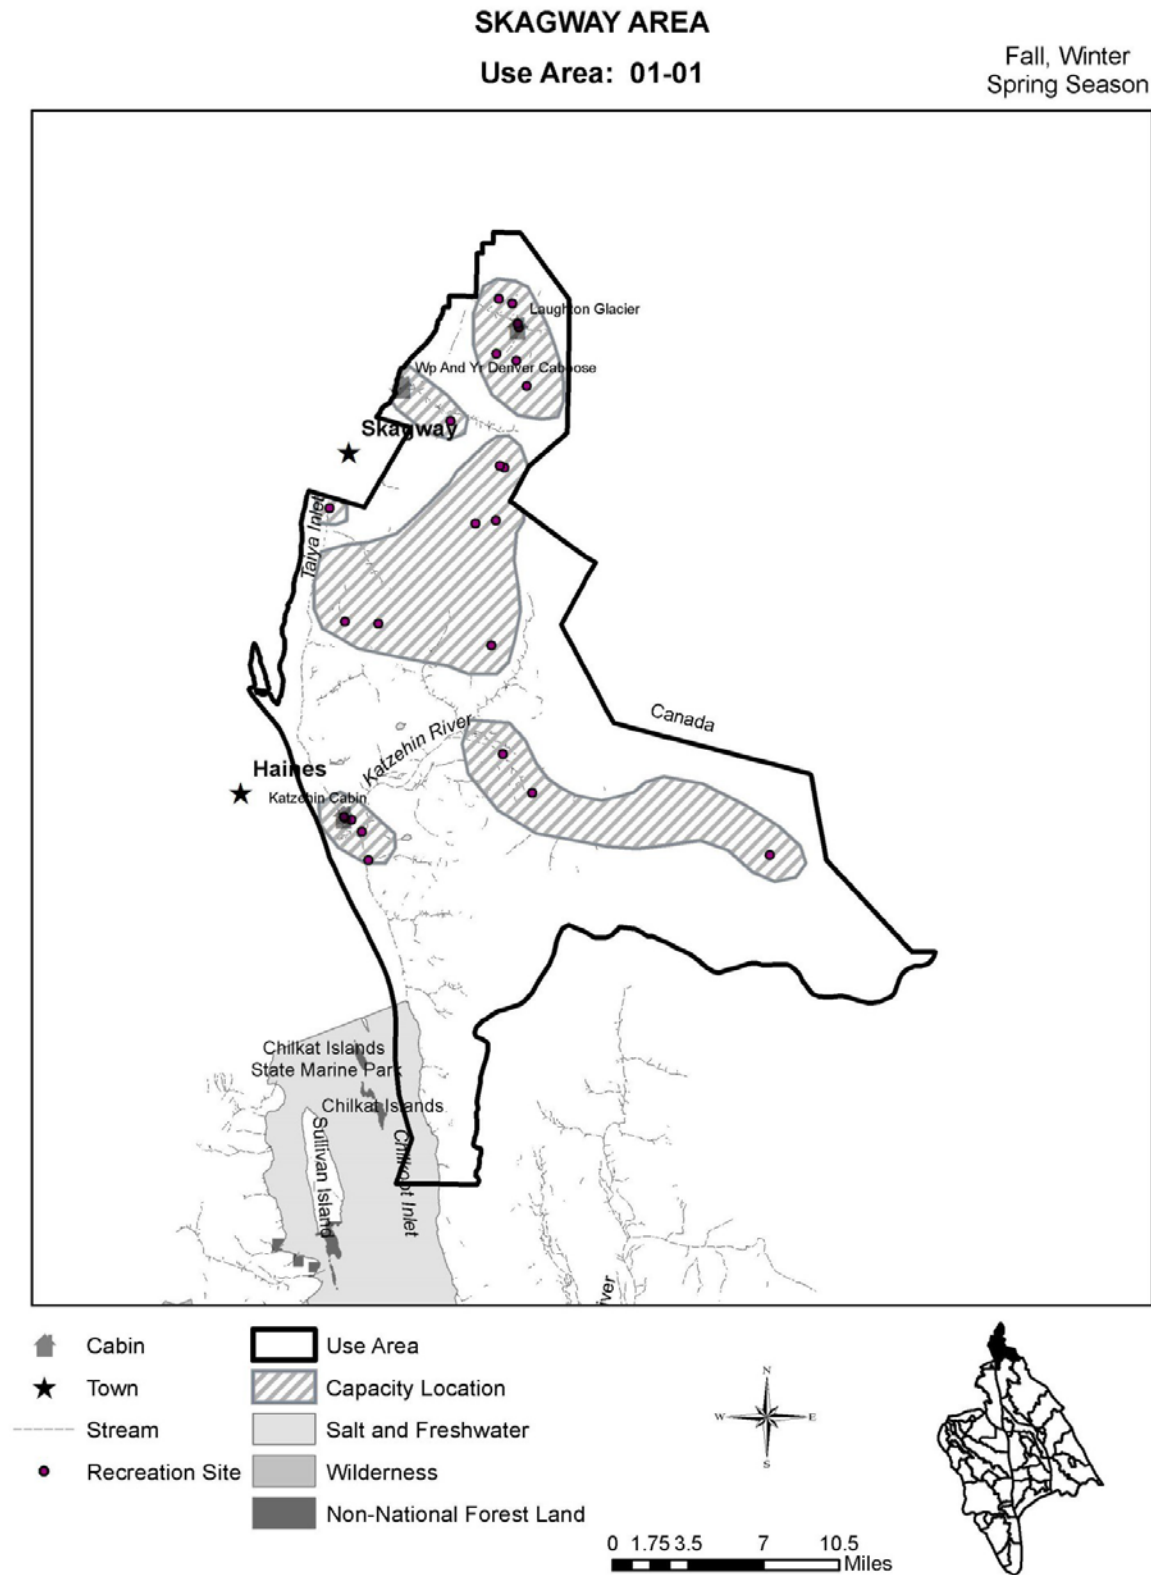 SKAGWAY AREA
Use Area: 01-01
Fall, Winter
Spring Season
Laughton Glacier
Wp And Yr Denver Caboose
Skagway
Taiya Inlet
Canada
Katzehin River
Haines
Katzehin Cabin
Chilkat Islands
State Marine Park
Chilkat Islands
Sullivan Island
Chilkoot Inlet
iver
Cabin
Town
Stream
Recreation Site
Use Area
Capacity Location
Salt and Freshwater
Wilderness
Non-National Forest Land
N
W
E
S
0 1.75 3.5 7 10.5
Miles